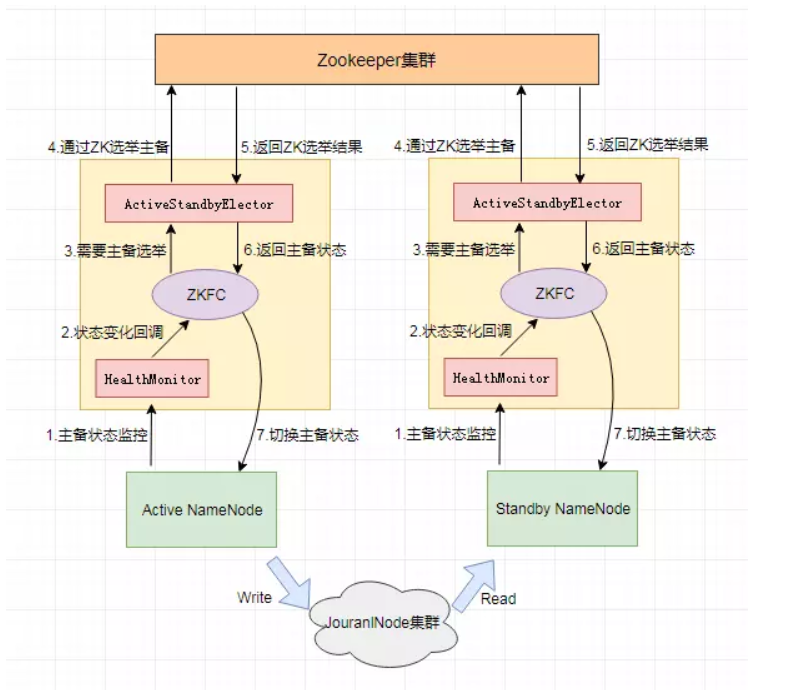 Zookeeper集群
4.通过ZK选举主备
5.返回ZK选举结果
4.通过ZK选举主备
5.返回ZK选举结果
ActiveStandbyElector
ActiveStandbyElector
3.需要主备选举
6.返回主备状态
3.需要主备选举
6.返回主备状态
ZKFC
ZKFC
2.状态变化回调
2.状态变化回调
HealthMonitor
HealthMonitor
1.主备状态监控
7.切换主备状态
1.主备状态监控
7.切换主备状态
Active NameNode
Standby NameNode
Write
Read
JouranlNode集群